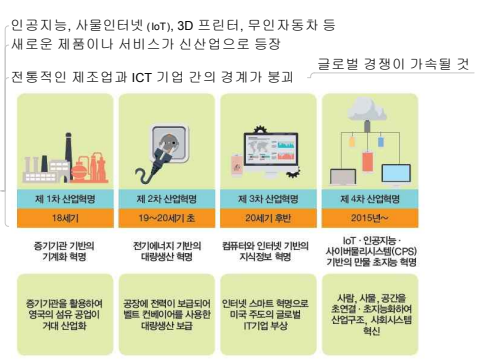 인공지능, 사물인터넷 (IoT), 3D 프린터, 무인자동차 등
새로운 제품이나 서비스가 신산업으로 등장
전통적인 제조업과 ICT 기업 간의 경계가 붕괴
글로벌 경쟁이 가속될 것
제 1차 산업혁명
18세기
증기기관 기반의
기계화 혁명
증기기관을 활용하여
영국의 섬유 공업이
거대 산업화
제 2차 산업혁명
19~20세기 초
전기에너지 기반의
대량생산 혁명
공장에 전력이 보급되어
벨트 컨베이어를 사용한
대량생산 보급
제 3차 산업혁명
20세기 후반
컴퓨터와 인터넷 기반의
지식정보 혁명
인터넷 스마트 혁명으로
미국 주도의 글로벌
IT기업 부상
제 4차 산업혁명
2015년~
IoT · 인공지능 ·
사이버물리시스템(CPS)
기반의 만물 초지능 혁명
사람, 사물, 공간을
초연결 · 초지능화하여
산업구조, 사회시스템
혁신